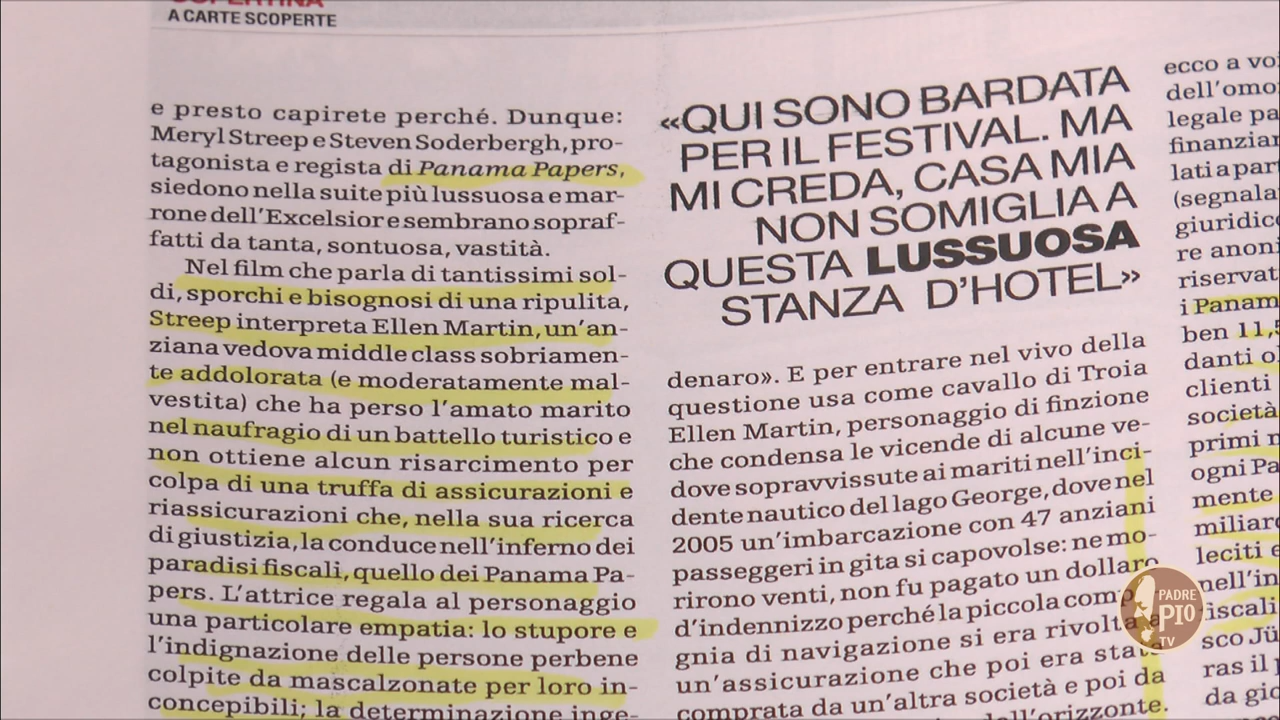 COPERTINA
A CARTE SCOPERTE
e presto capirete perché. Dunque:
Meryl Streep e Steven Soderbergh, pro-
tagonista e regista di Panama Papers,
siedono nella suite più lussuosa e mar-
rone dell'Excelsior e sembrano sopraf-
fatti da tanta, sontuosa, vastità.
Nel film che parla di tantissimi sol-
di, sporchi e bisognosi di una ripulita,
Streep interpreta Ellen Martin, un'an-
ziana vedova middle class sobriamen-
te addolorata (e moderatamente mal-
vestita) che ha perso l'amato marito
nel naufragio di un battello turistico e
non ottiene alcun risarcimento per
colpa di una truffa di assicurazioni e
riassicurazioni che, nella sua ricerca
di giustizia, la conduce nell'inferno dei
paradisi fiscali, quello dei Panama Pa-
pers. L'attrice regala al personaggio
una particolare empatia: lo stupore e
l'indignazione delle persone perbene
colpite da mascalzonate per loro in-
concepibili; la determinazione inge-
«QUI SONO BARDATA
PER IL FESTIVAL. MA
MI CREDA, CASA MIA
NON SOMIGLIA A
QUESTA LUSSUOSA
STANZA D'HOTEL»
denaro». E per entrare nel vivo della
questione usa come cavallo di Troia
Ellen Martin, personaggio di finzione
che condensa le vicende di alcune ve-
dove sopravvissute ai mariti nell'inci-
dente nautico del lago George, dove nel
2005 un'imbarcazione con 47 anziani
passeggeri in gita si capovolse: ne mo-
rirono venti, non fu pagato un dollaro
d'indennizzo perché la piccola comp
gnia di navigazione si era rivolta a
un'assicurazione che poi era stata
comprata da un'altra società e poi da
dell'orizzonte.
ecco a vo
dell'omo
legale pa
finanziar
lati a par
(segnala
giuridico
re anoni
riservat
i Panam
ben 11,5
danti o
clienti
società
primi n
ogni Pa
mente
miliard
leciti e
nell'in
iscali
sco Jü
ras il
da gio
PADRE
PIO
TV